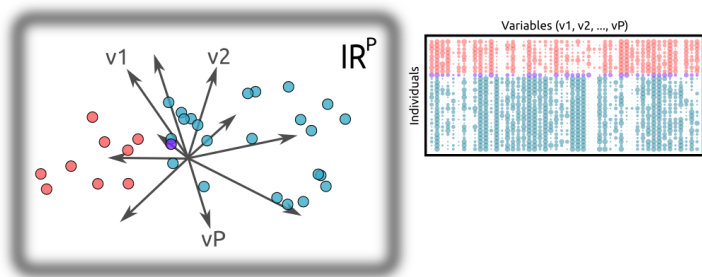 v1
v2
IR^P
vP
Variables (v1, v2, ..., vP)
Individuals